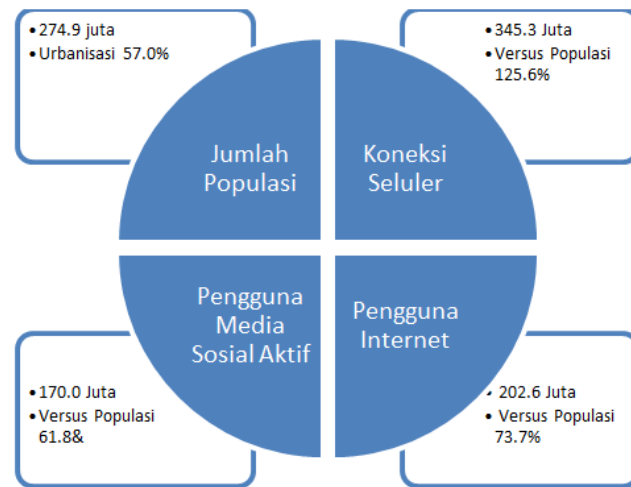 •274.9 juta
•Urbanisasi 57.0%
•345.3 Juta
•Versus Populasi
125.6%
Jumlah
Populasi
Koneksi
Seluler
Pengguna
Media
Sosial Aktif
Pengguna
Internet
•170.0 Juta
•Versus Populasi
61.8&
• 202.6 Juta
• Versus Populasi
73.7%